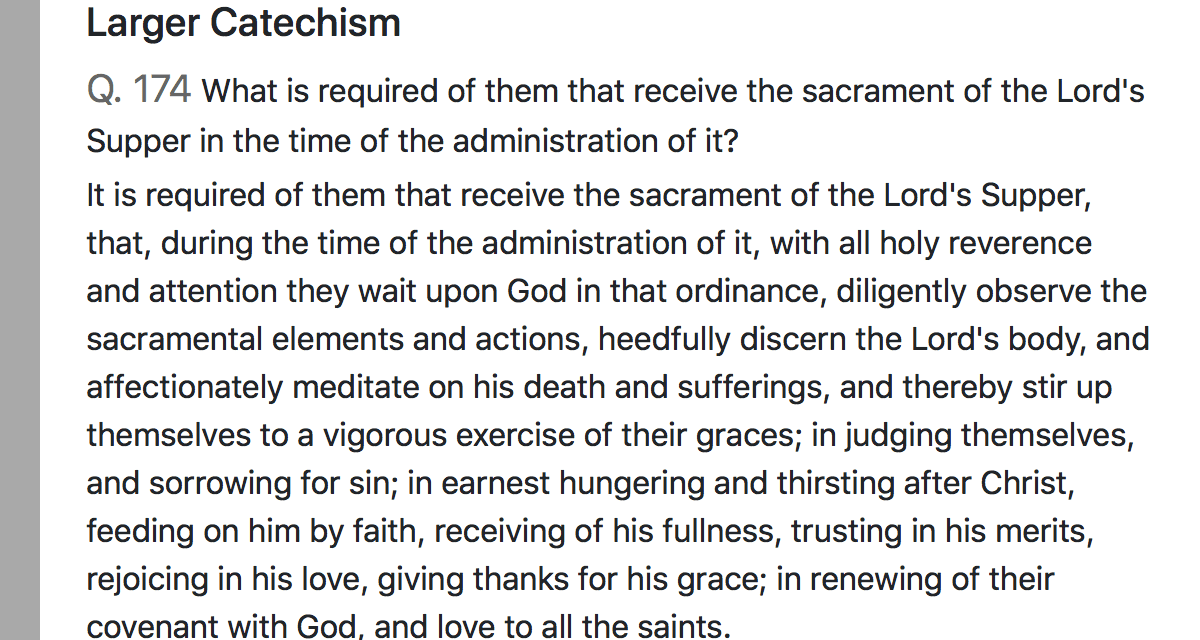 Larger Catechism
Q. 174 What is required of them that receive the sacrament of the Lord's
Supper in the time of the administration of it?
It is required of them that receive the sacrament of the Lord's Supper,
that, during the time of the administration of it, with all holy reverence
and attention they wait upon God in that ordinance, diligently observe the
sacramental elements and actions, heedfully discern the Lord's body, and
affectionately meditate on his death and sufferings, and thereby stir up
themselves to a vigorous exercise of their graces; in judging themselves,
and sorrowing for sin; in earnest hungering and thirsting after Christ,
feeding on him by faith, receiving of his fullness, trusting in his merits,
rejoicing in his love, giving thanks for his grace; in renewing of their
covenant with God, and love to all the saints.